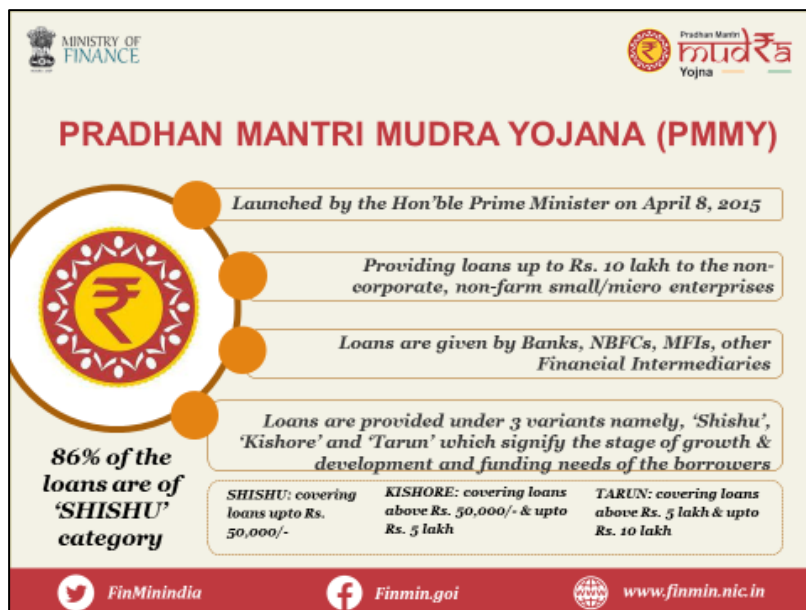 MINISTRY OF
FINANCE
Pradhan Mantri
mudra
Yojna
PRADHAN MANTRI MUDRA YOJANA (PMMY)
Launched by the Hon'ble Prime Minister on April 8, 2015
Providing loans up to Rs. 10 lakh to the non-
corporate, non-farm small/micro enterprises
Loans are given by Banks, NBFCs, MFIs, other
Financial Intermediaries
Loans are provided under 3 variants namely, 'Shishu',
'Kishore' and 'Tarun' which signify the stage of growth &
development and funding needs of the borrowers
86% of the
loans are of
'SHISHU'
category
SHISHU: covering
loans upto Rs.
50,000/-
KISHORE: covering loans
above Rs. 50,000/- & upto
Rs. 5 lakh
TARUN: covering loans
above Rs. 5 lakh & upto
Rs. 10 lakh
FinMinindia
Finmin.goi
www.finmin.nic.in